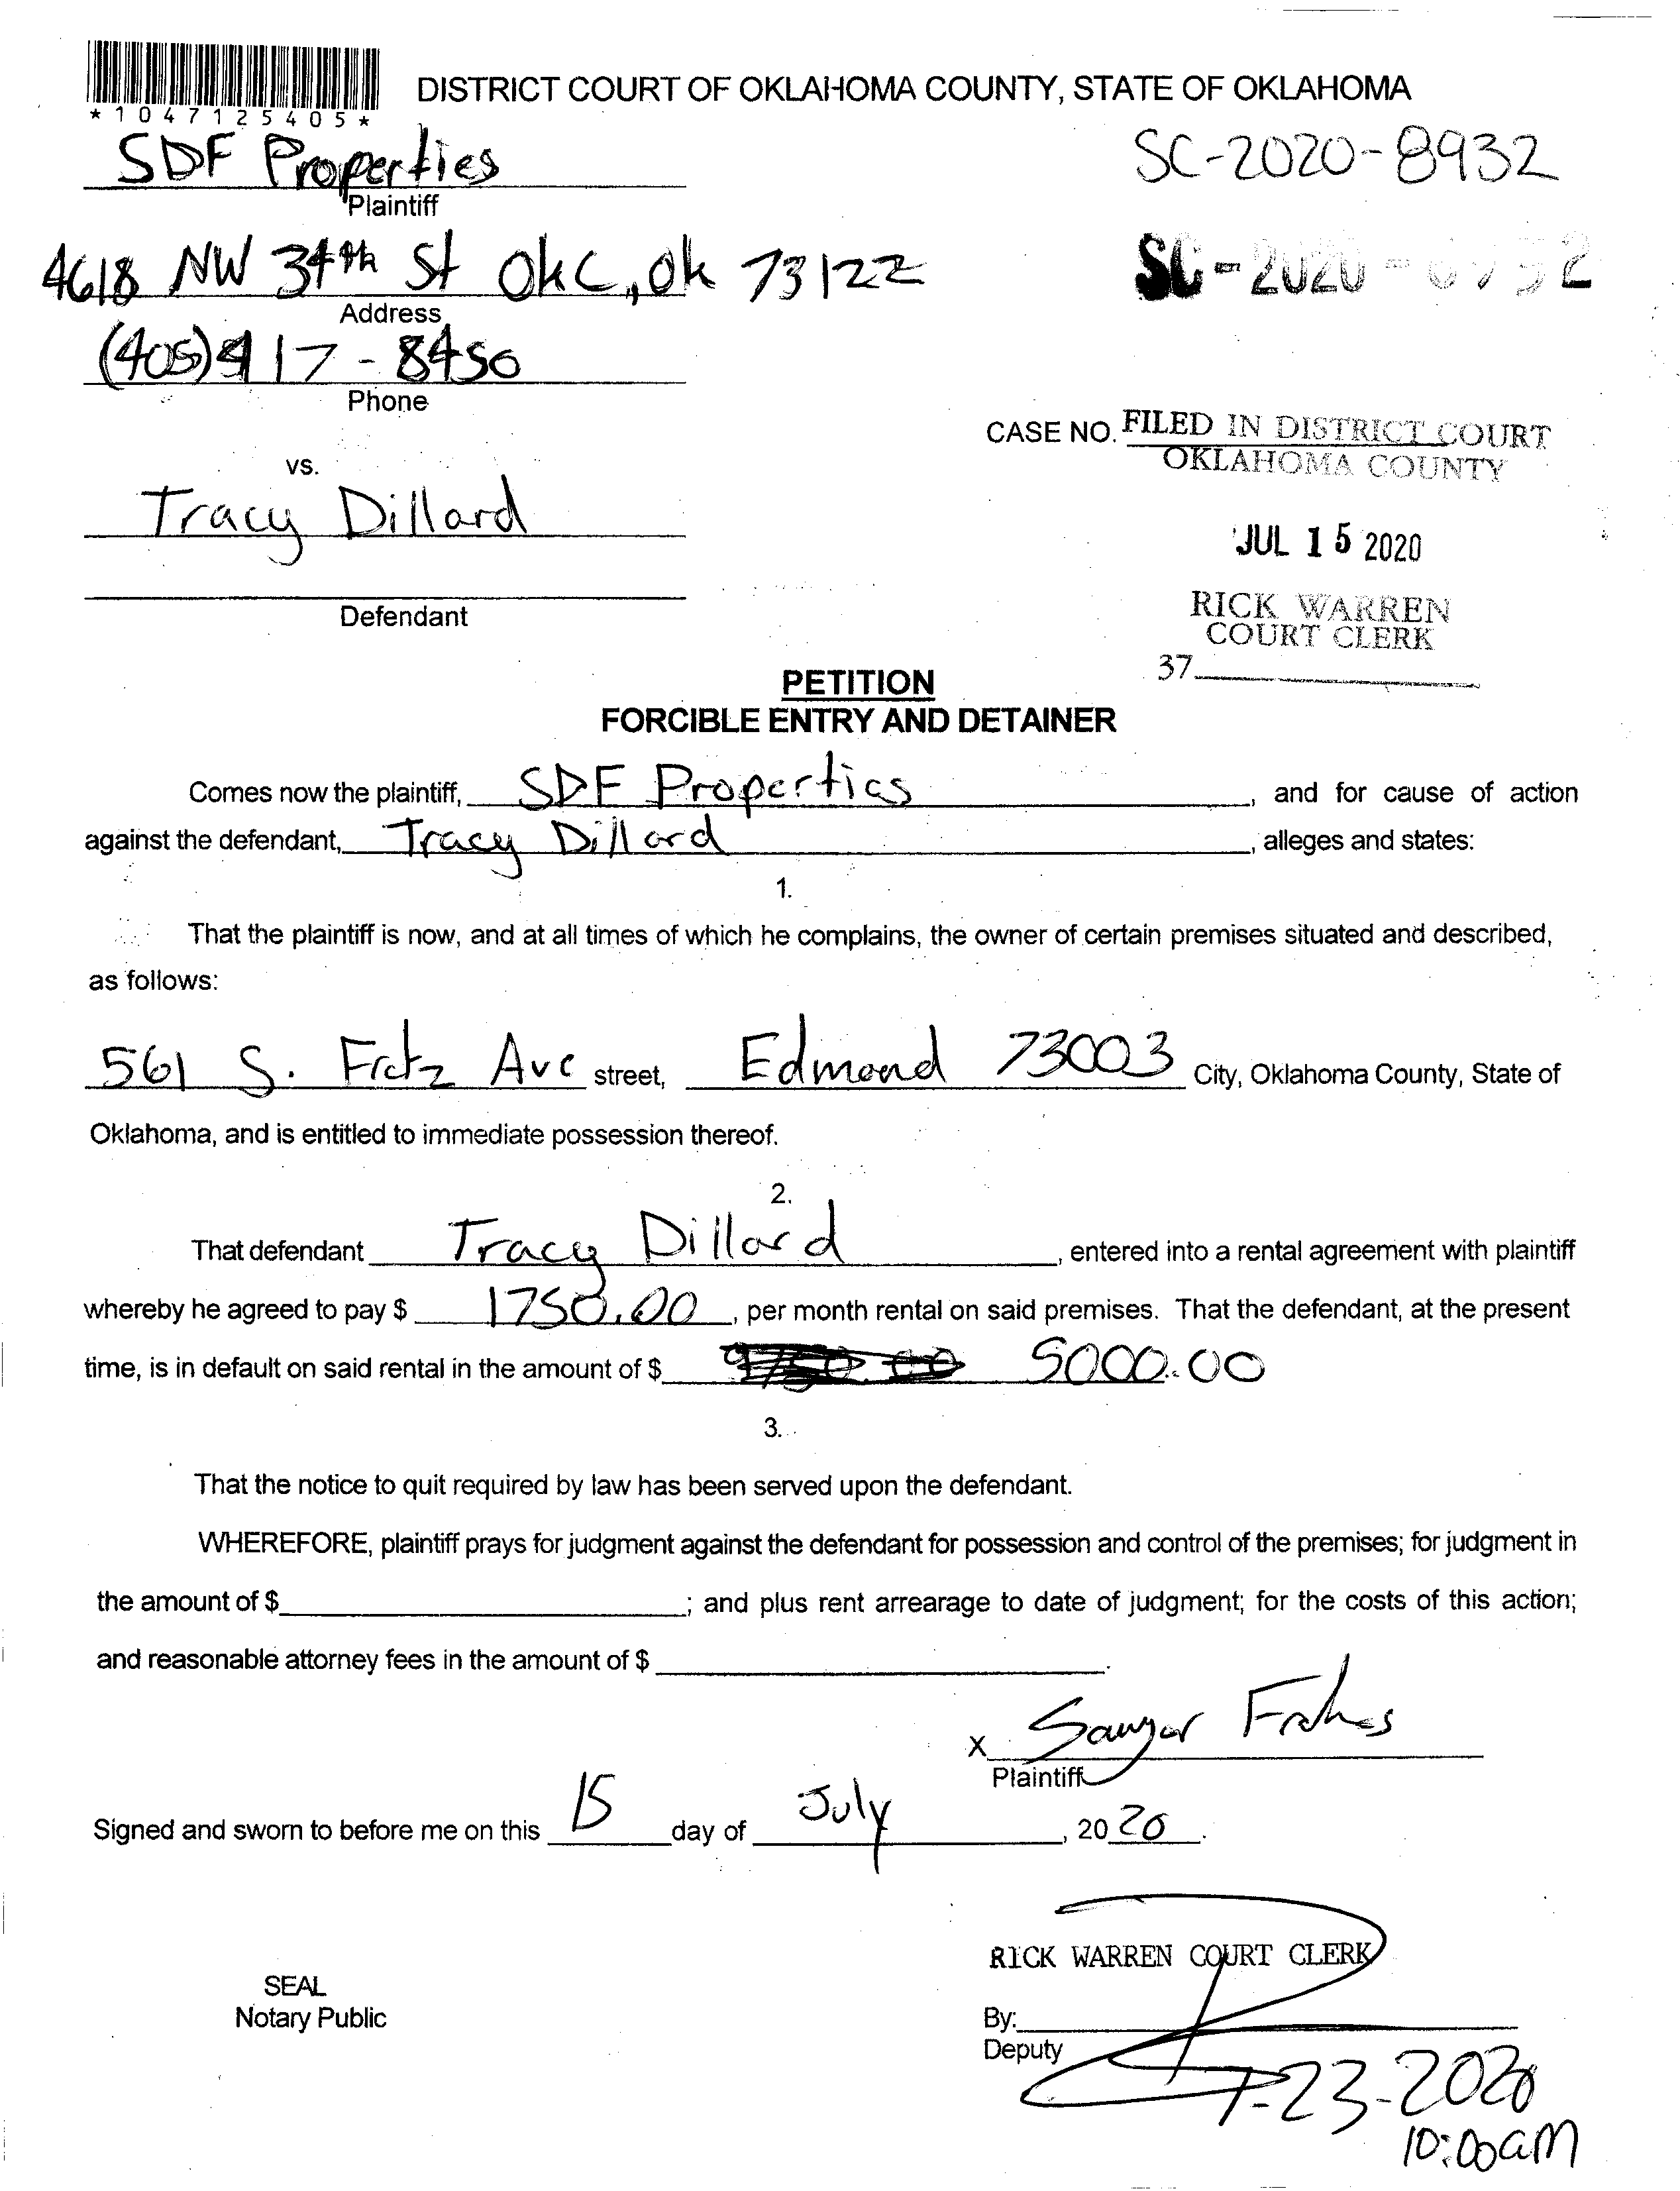 DISTRICT COURT OF OKLAHOMA COUNTY, STATE OF OKLAHOMA
*1047125405*
SDF Properties
Plaintiff
SC-2020-8932
4618 NW 34th St OKC, OK 73122
Address
SC-2020-8932
(405) 417-8450
Phone
CASE NO. FILED IN DISTRICT COURT
OKLAHOMA COUNTY
vs.
Tracy Dillard
JUL 15 2020
Defendant
RICK WARREN
COURT CLERK
37
PETITION
FORCIBLE ENTRY AND DETAINER
Comes now the plaintiff, SDF Properties, and for cause of action
against the defendant, Tracy Dillard, alleges and states:
1.
That the plaintiff is now, and at all times of which he complains, the owner of certain premises situated and described,
as follows:
561 S. Fretz Ave street, Edmond 73003 City, Oklahoma County, State of
Oklahoma, and is entitled to immediate possession thereof.
2.
That defendant Tracy Dillard, entered into a rental agreement with plaintiff
whereby he agreed to pay $ 1750.00, per month rental on said premises. That the defendant, at the present
time, is in default on said rental in the amount of $ 5000.00
3.
That the notice to quit required by law has been served upon the defendant.
WHEREFORE, plaintiff prays for judgment against the defendant for possession and control of the premises; for judgment in
the amount of $; and plus rent arrearage to date of judgment; for the costs of this action;
and reasonable attorney fees in the amount of $.
X Sawyer
Plaintiff
Signed and sworn to before me on this 15 day of July, 2020.
RICK WARREN COURT CLERK
SEAL
Notary Public
By:
Deputy
7-23-2020
10:00am